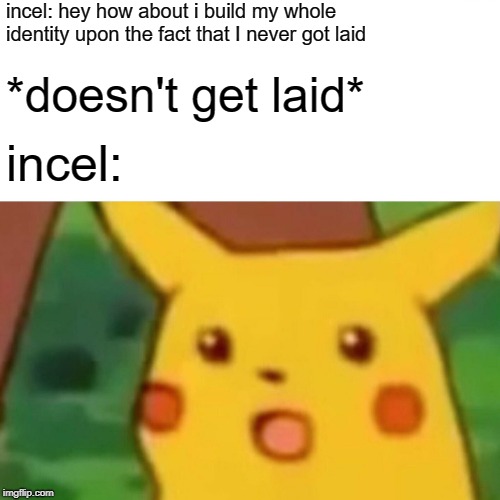 incel: hey how about i build my whole
identity upon the fact that I never got laid
*doesn't get laid*
incel:
imgflip.com